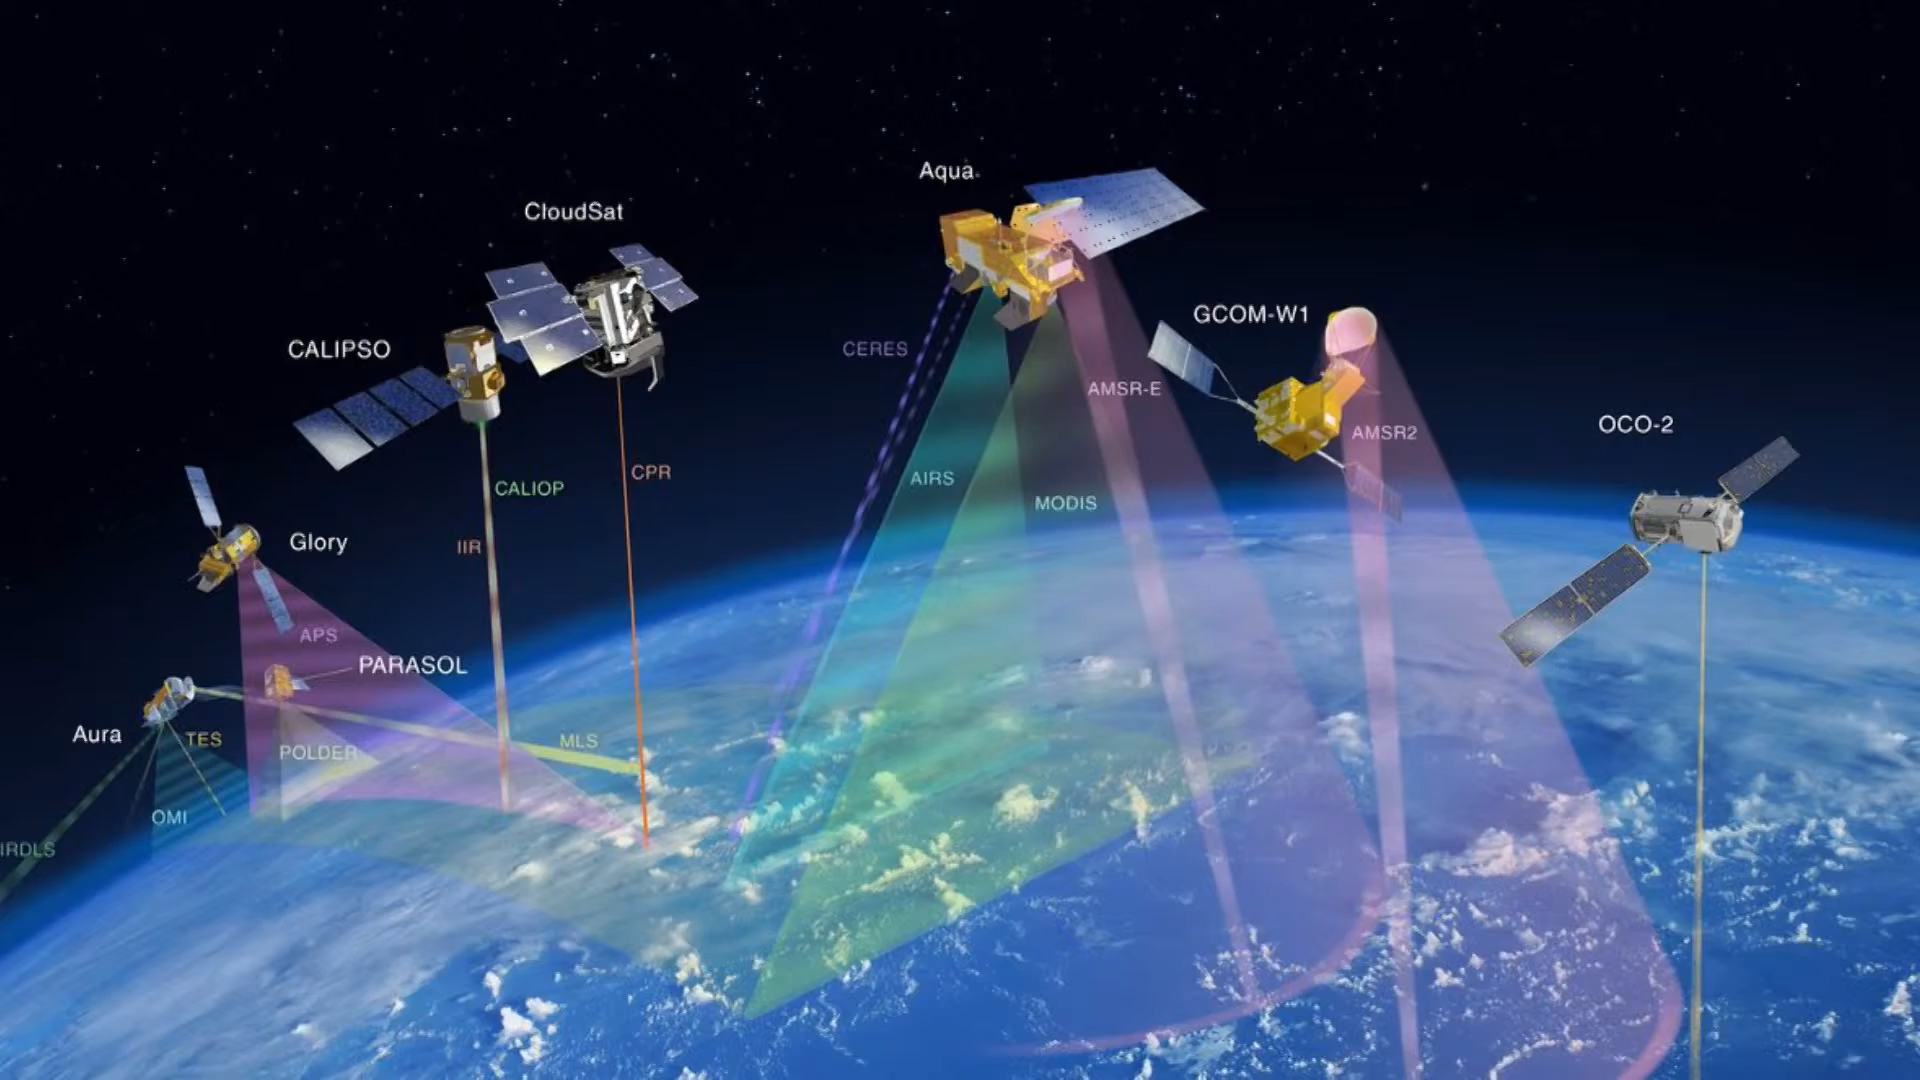 Aqua
CloudSat
GCOM-W1
CALIPSO
CERES
AMSR-E
OCO-2
AMSR2
CPR
AIRS
CALIOP
MODIS
Glory
IIR
APS
PARASOL
Aura
TES
MLS
POLDER
OMI
IRDLS